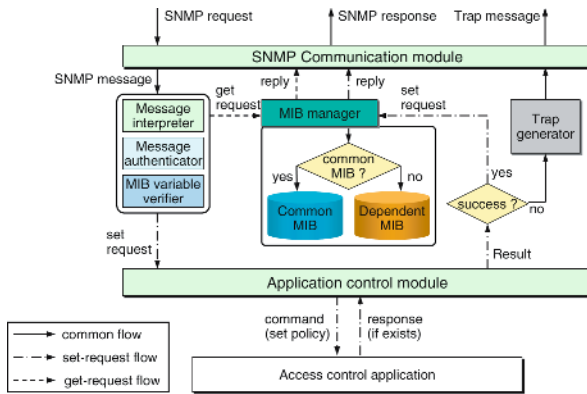 SNMP request
SNMP response
Trap message
SNMP Communication module
SNMP message
get
request
reply
reply
set
request
Message
interpreter
Message
authenticator
MIB variable
verifier
MIB manager
common
MIB ?
yes
no
Common
MIB
Dependent
MIB
Trap
generator
yes
success ?
no
set
request
Result
Application control module
command
(set policy)
response
(if exists)
Access control application
common flow
set-request flow
get-request flow